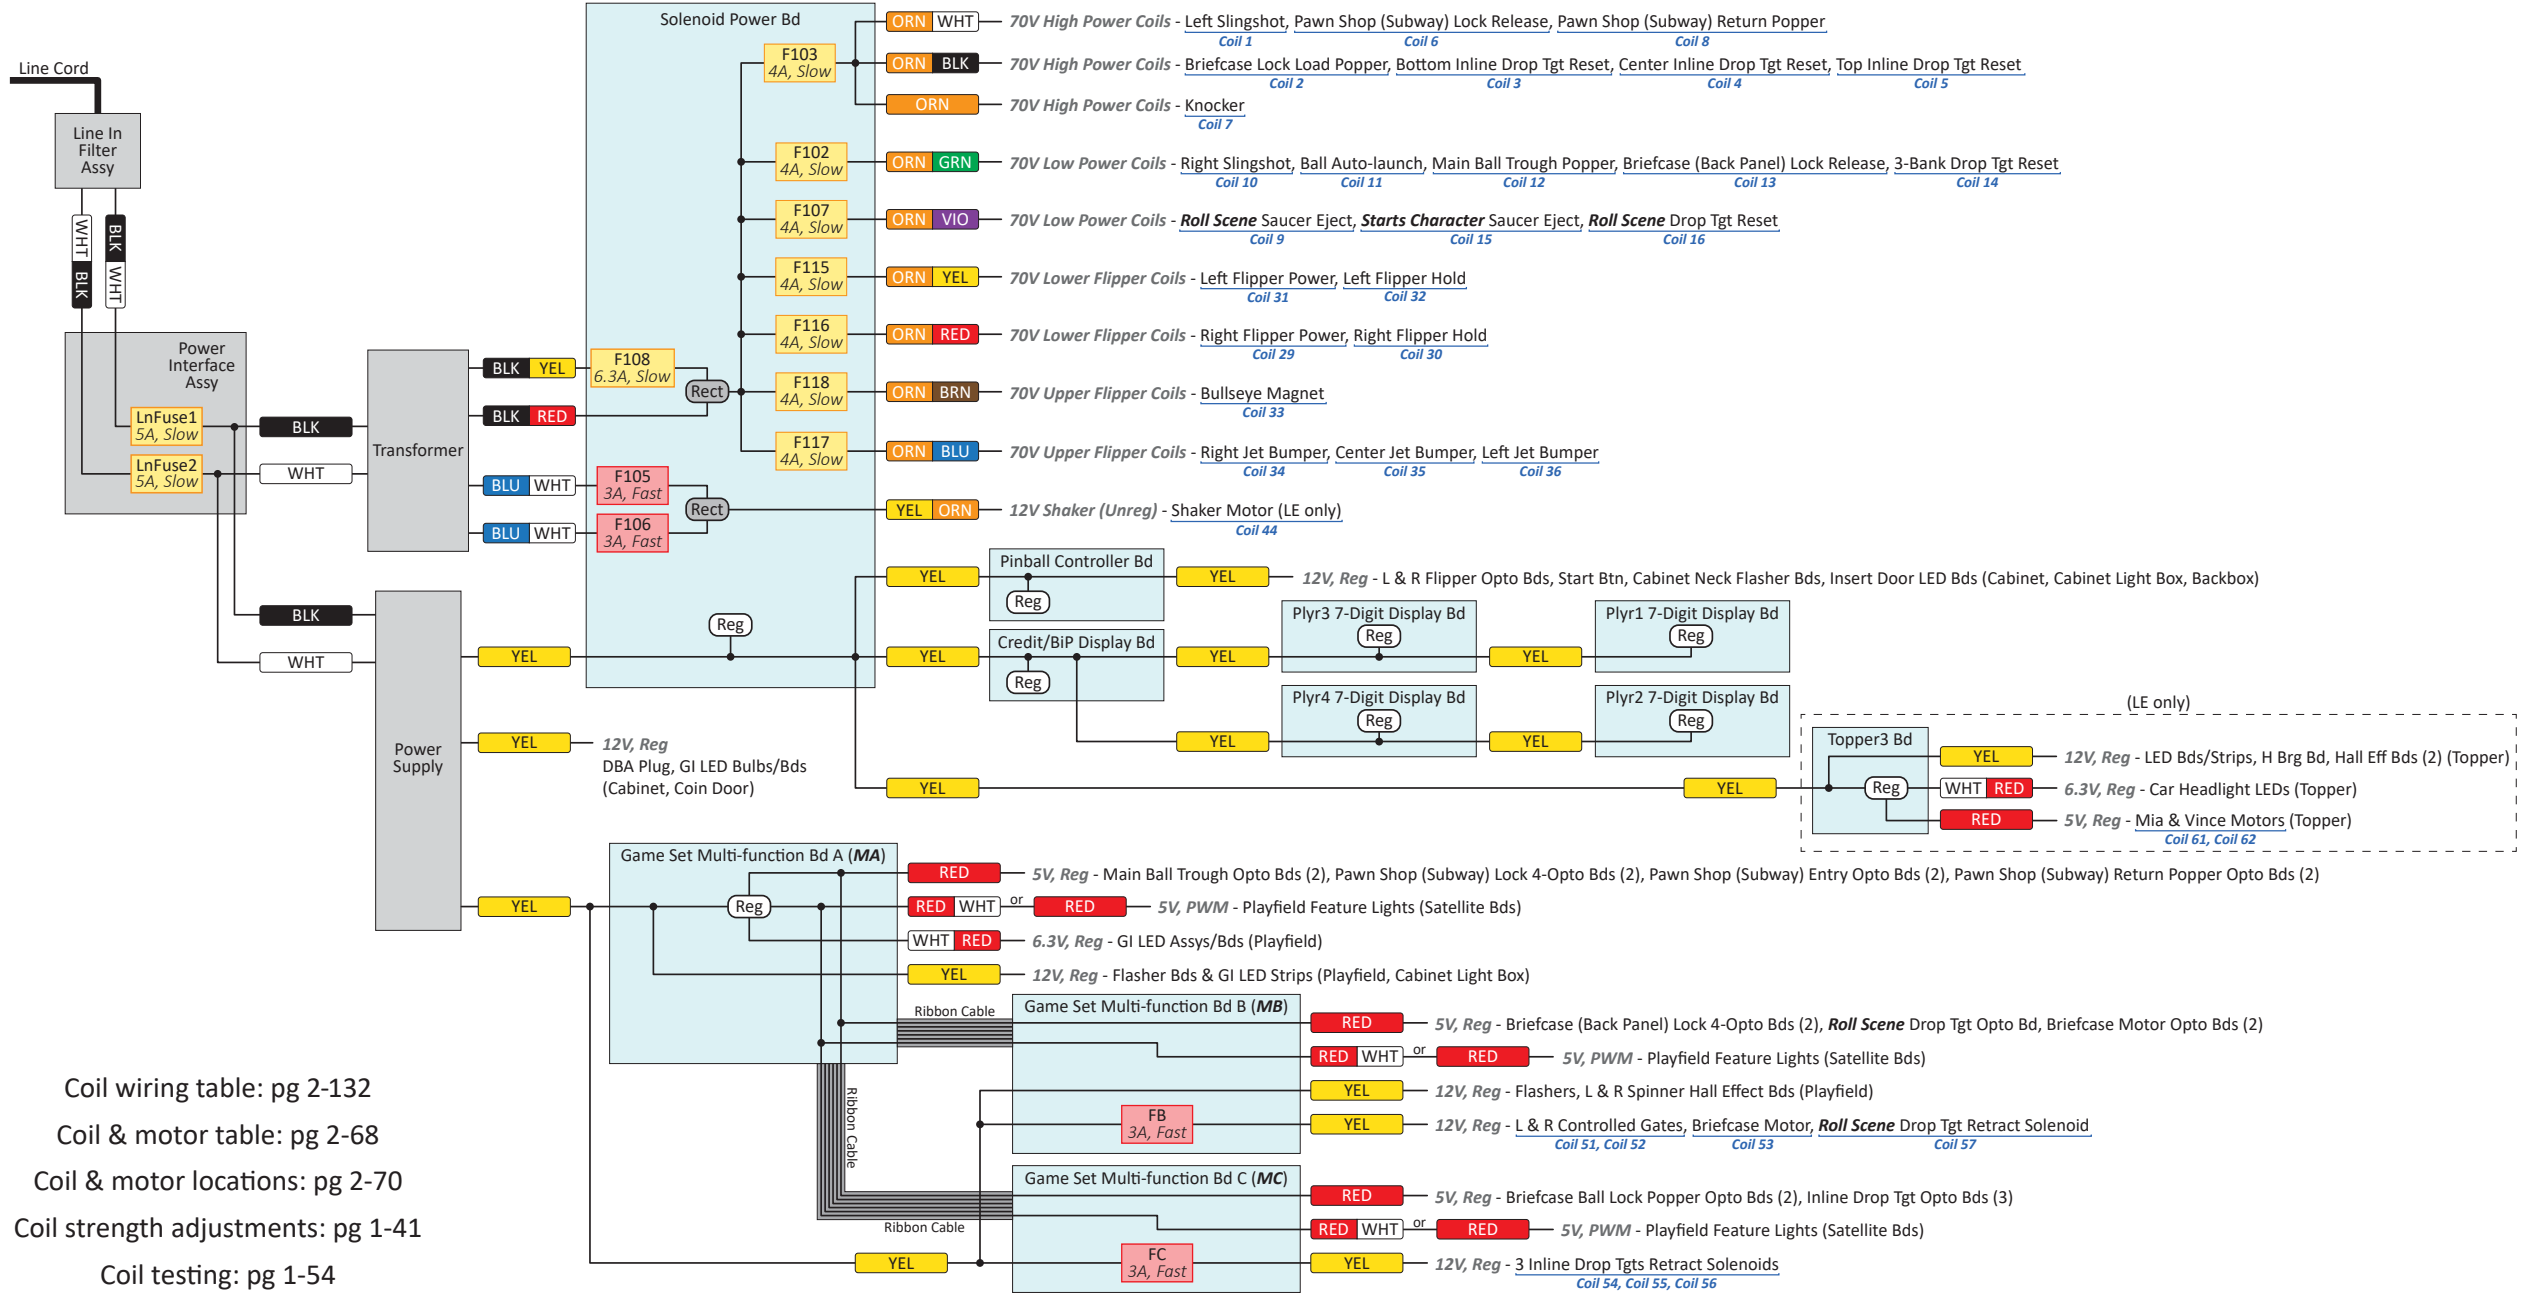 Line Cord
Line In
Filter
Assy
WHT BLK
BLK WHT
Power
Interface
Assy
LnFuse1
5A, Slow
LnFuse2
5A, Slow
BLK
WHT
BLK
WHT
Transformer
Power
Supply
BLK YEL
BLK RED
BLU WHT
BLU WHT
Solenoid Power Bd
F108
6.3A, Slow
Rect
F105
3A, Fast
F106
3A, Fast
Rect
F103
4A, Slow
ORN WHT 70V High Power Coils - Left Slingshot, Pawn Shop (Subway) Lock Release, Pawn Shop (Subway) Return Popper
Coil 1 Coil 6 Coil 8
ORN BLK 70V High Power Coils - Briefcase Lock Load Popper, Bottom Inline Drop Tgt Reset, Center Inline Drop Tgt Reset, Top Inline Drop Tgt Reset
Coil 2 Coil 3 Coil 4 Coil 5
ORN 70V High Power Coils - Knocker
Coil 7
F102
4A, Slow
ORN GRN 70V Low Power Coils - Right Slingshot, Ball Auto-launch, Main Ball Trough Popper, Briefcase (Back Panel) Lock Release, 3-Bank Drop Tgt Reset
Coil 10 Coil 11 Coil 12 Coil 13 Coil 14
F107
4A, Slow
ORN VIO 70V Low Power Coils - Roll Scene Saucer Eject, Starts Character Saucer Eject, Roll Scene Drop Tgt Reset
Coil 9 Coil 15 Coil 16
F115
4A, Slow
ORN YEL 70V Lower Flipper Coils - Left Flipper Power, Left Flipper Hold
Coil 31 Coil 32
F116
4A, Slow
ORN RED 70V Lower Flipper Coils - Right Flipper Power, Right Flipper Hold
Coil 29 Coil 30
F118
4A, Slow
ORN BRN 70V Upper Flipper Coils - Bullseye Magnet
Coil 33
F117
4A, Slow
ORN BLU 70V Upper Flipper Coils - Right Jet Bumper, Center Jet Bumper, Left Jet Bumper
Coil 34 Coil 35 Coil 36
YEL ORN 12V Shaker (Unreg) - Shaker Motor (LE only)
Coil 44
YEL
Reg
YEL
Pinball Controller Bd
Reg
YEL 12V, Reg - L & R Flipper Opto Bds, Start Btn, Cabinet Neck Flasher Bds, Insert Door LED Bds (Cabinet, Cabinet Light Box, Backbox)
YEL
Credit/BiP Display Bd
Reg
YEL
Plyr3 7-Digit Display Bd
Reg
YEL
Plyr1 7-Digit Display Bd
Reg
YEL
Plyr4 7-Digit Display Bd
Reg
YEL
Plyr2 7-Digit Display Bd
Reg
YEL
YEL
(LE only)
Topper3 Bd
Reg
YEL 12V, Reg - LED Bds/Strips, H Brg Bd, Hall Eff Bds (2) (Topper)
WHT RED 6.3V, Reg - Car Headlight LEDs (Topper)
RED 5V, Reg - Mia & Vince Motors (Topper)
Coil 61, Coil 62
YEL 12V, Reg
DBA Plug, GI LED Bulbs/Bds
(Cabinet, Coin Door)
YEL
Game Set Multi-function Bd A (MA)
Reg
RED 5V, Reg - Main Ball Trough Opto Bds (2), Pawn Shop (Subway) Lock 4-Opto Bds (2), Pawn Shop (Subway) Entry Opto Bds (2), Pawn Shop (Subway) Return Popper Opto Bds (2)
RED WHT or RED 5V, PWM - Playfield Feature Lights (Satellite Bds)
WHT RED 6.3V, Reg - GI LED Assys/Bds (Playfield)
YEL 12V, Reg - Flasher Bds & GI LED Strips (Playfield, Cabinet Light Box)
Ribbon Cable
Game Set Multi-function Bd B (MB)
RED 5V, Reg - Briefcase (Back Panel) Lock 4-Opto Bds (2), Roll Scene Drop Tgt Opto Bd, Briefcase Motor Opto Bds (2)
RED WHT or RED 5V, PWM - Playfield Feature Lights (Satellite Bds)
YEL 12V, Reg - Flashers, L & R Spinner Hall Effect Bds (Playfield)
FB
3A, Fast
YEL 12V, Reg - L & R Controlled Gates, Briefcase Motor, Roll Scene Drop Tgt Retract Solenoid
Coil 51, Coil 52 Coil 53 Coil 57
Ribbon Cable
Ribbon Cable
Game Set Multi-function Bd C (MC)
RED 5V, Reg - Briefcase Ball Lock Popper Opto Bds (2), Inline Drop Tgt Opto Bds (3)
RED WHT or RED 5V, PWM - Playfield Feature Lights (Satellite Bds)
YEL
FC
3A, Fast
YEL 12V, Reg - 3 Inline Drop Tgts Retract Solenoids
Coil 54, Coil 55, Coil 56
Coil wiring table: pg 2-132
Coil & motor table: pg 2-68
Coil & motor locations: pg 2-70
Coil strength adjustments: pg 1-41
Coil testing: pg 1-54